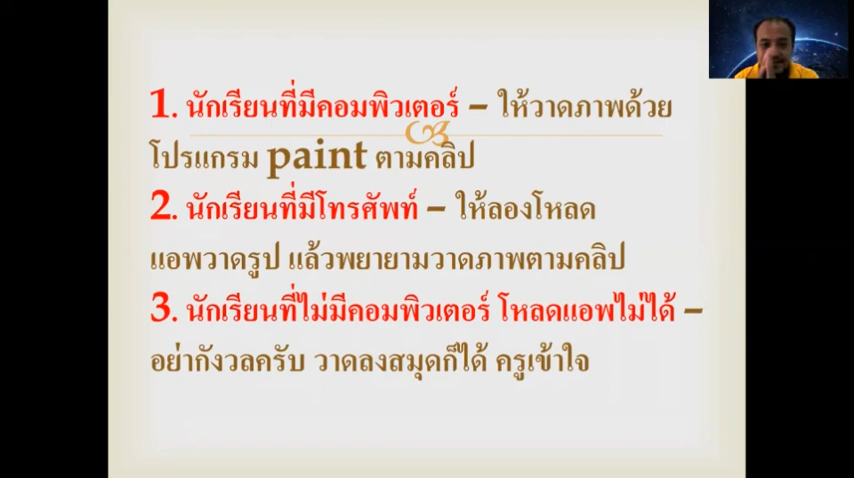 1. นักเรียนที่มีคอมพิวเตอร์ – ให้วาดภาพด้วย
โปรแกรม paint ตามคลิป
2. นักเรียนที่มีโทรศัพท์ – ให้ลองโหลด
แอพวาดรูป แล้วพยายามวาดภาพตามคลิป
3. นักเรียนที่ไม่มีคอมพิวเตอร์ โหลดแอพไม่ได้ –
อย่ากังวลครับ วาดลงสมุดก็ได้ ครูเข้าใจ